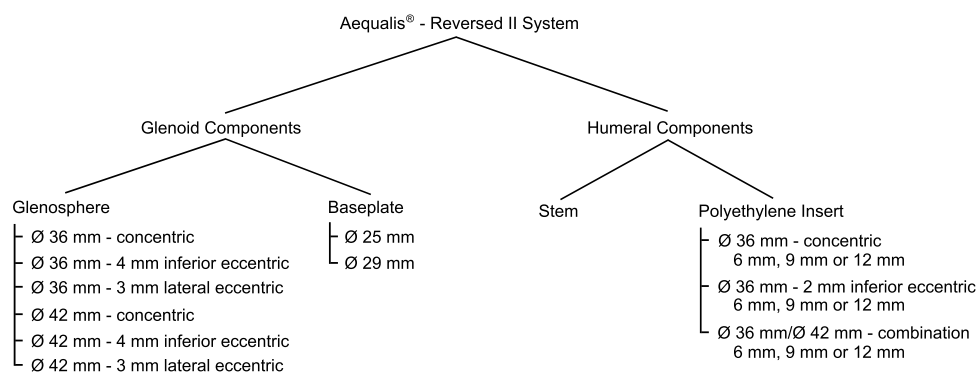 Aequalis® - Reversed II System
Glenoid Components
Humeral Components
Glenosphere
Ø 36 mm - concentric
Ø 36 mm - 4 mm inferior eccentric
Ø 36 mm - 3 mm lateral eccentric
Ø 42 mm - concentric
Ø 42 mm - 4 mm inferior eccentric
Ø 42 mm - 3 mm lateral eccentric
Baseplate
Ø 25 mm
Ø 29 mm
Stem
Polyethylene Insert
Ø 36 mm - concentric
6 mm, 9 mm or 12 mm
Ø 36 mm - 2 mm inferior eccentric
6 mm, 9 mm or 12 mm
Ø 36 mm/Ø 42 mm - combination
6 mm, 9 mm or 12 mm